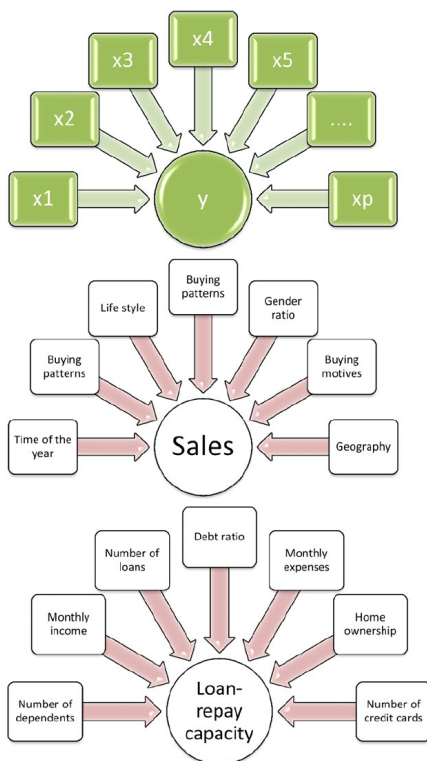 x1
x2
x3
x4
x5
....
xp
y
Time of the
year
Buying
patterns
Life style
Buying
patterns
Gender
ratio
Buying
motives
Geography
Sales
Number of
dependents
Monthly
income
Number of
loans
Debt ratio
Monthly
expenses
Home
ownership
Number of
credit cards
Loan-
repay
capacity